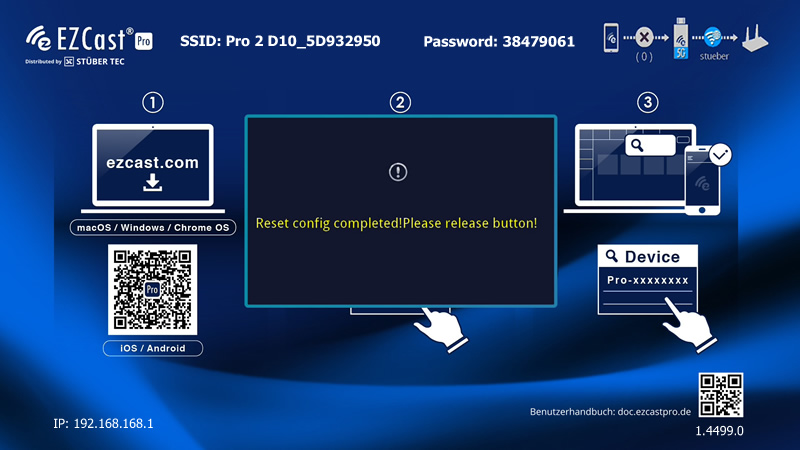 EZCast® Pro
Distributed by STÜBER TEC
SSID: Pro 2 D10_5D932950
Password: 38479061
( 0 )
5G
stueber
1
2
3
ezcast.com
macOS / Windows / Chrome OS
Pro
iOS / Android
Reset config completed!Please release button!
Device
Pro-xxxxxxxx
Benutzerhandbuch: doc.ezcastpro.de
IP: 192.168.168.1
1.4499.0